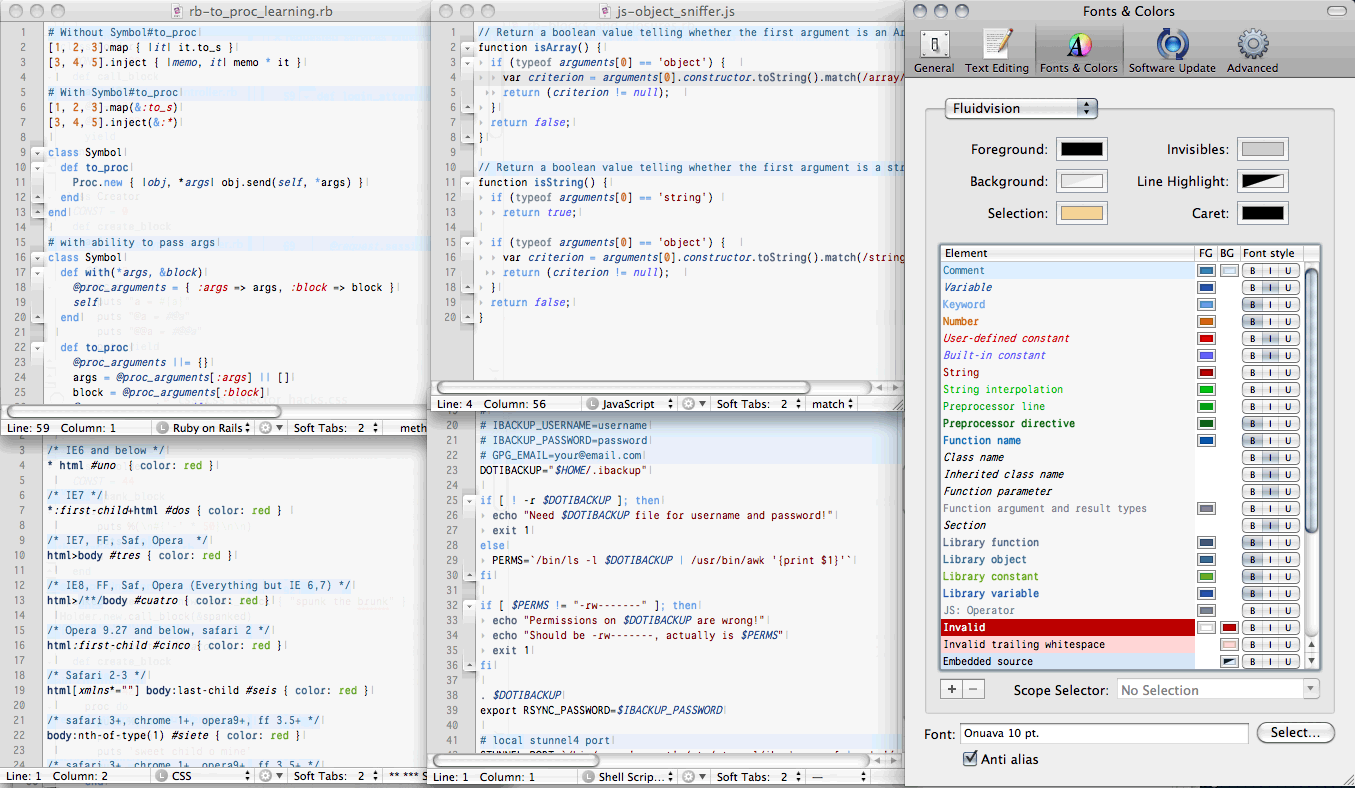 rb-to_proc_learning.rb
1 # Without Symbol#to_proc
2 [1, 2, 3].map { |it| it.to_s }
3 [3, 4, 5].inject { |memo, it| memo * it }
4
5 # With Symbol#to_proc
6 [1, 2, 3].map(&:to_s)
7 [3, 4, 5].inject(&:*)
8
9 class Symbol
10 def to_proc
11 Proc.new { |obj, *args| obj.send(self, *args) }
12 end
13 end
14
15 # with ability to pass args
16 class Symbol
17 def with(*args, &block)
18 @proc_arguments = { :args => args, :block => block }
19 self
20 end
21
22 def to_proc
23 @proc_arguments ||= {}
24 args = @proc_arguments[:args] || []
25 block = @proc_arguments[:block]
Line: 59 Column: 1 L Ruby on Rails Soft Tabs: 2 meth
3 /* IE6 and below */
4 * html #uno { color: red }
5
6 /* IE7 */
7 *:first-child+html #dos { color: red }
8
9 /* IE7, FF, Saf, Opera */
10 html>body #tres { color: red }
11
12 /* IE8, FF, Saf, Opera (Everything but IE 6,7) */
13 html>/**/body #cuatro { color: red }
14
15 /* Opera 9.27 and below, safari 2 */
16 html:first-child #cinco { color: red }
17
18 /* Safari 2-3 */
19 html[xmlns*=""] body:last-child #seis { color: red }
20
21 /* safari 3+, chrome 1+, opera9+, ff 3.5+ */
22 body:nth-of-type(1) #siete { color: red }
23
24 /* safari 3+, chrome 1+, opera9+, ff 3.5+ */
Line: 1 Column: 2 L CSS Soft Tabs: 2 ** *** S
js-object_sniffer.js
1 // Return a boolean value telling whether the first argument is an Ar
2 function isArray() {
3 if (typeof arguments[0] == 'object') {
4 var criterion = arguments[0].constructor.toString().match(/array/
5 return (criterion != null);
6 }
7 return false;
8 }
9
10 // Return a boolean value telling whether the first argument is a str
11 function isString() {
12 if (typeof arguments[0] == 'string')
13 return true;
14
15 if (typeof arguments[0] == 'object') {
16 var criterion = arguments[0].constructor.toString().match(/string
17 return (criterion != null);
18 }
19 return false;
20 }
Line: 4 Column: 56 L JavaScript Soft Tabs: 2 match
19 #
20 # IBACKUP_USERNAME=username
21 # IBACKUP_PASSWORD=password
22 # GPG_EMAIL=your@email.com
23 DOTIBACKUP="$HOME/.ibackup"
24
25 if [ ! -r $DOTIBACKUP ]; then
26 echo "Need $DOTIBACKUP file for username and password!"
27 exit 1
28 else
29 PERMS=`/bin/ls -l $DOTIBACKUP | /usr/bin/awk '{print $1}'`
30 fi
31
32 if [ $PERMS != "-rw-------" ]; then
33 echo "Permissions on $DOTIBACKUP are wrong!"
34 echo "Should be -rw-------, actually is $PERMS"
35 exit 1
36 fi
37
38 . $DOTIBACKUP
39 export RSYNC_PASSWORD=$IBACKUP_PASSWORD
40
41 # local stunnel4 port
Line: 1 Column: 1 L Shell Scrip... Soft Tabs: 2 —
Fonts & Colors
General Text Editing Fonts & Colors Software Update Advanced
Fluidvision
Foreground: Invisibles:
Background: Line Highlight:
Selection: Caret:
Element FG BG Font style
Comment B I U
Variable B I U
Keyword B I U
Number B I U
User-defined constant B I U
Built-in constant B I U
String B I U
String interpolation B I U
Preprocessor line B I U
Preprocessor directive B I U
Function name B I U
Class name B I U
Inherited class name B I U
Function parameter B I U
Function argument and result types B I U
Section B I U
Library function B I U
Library object B I U
Library constant B I U
Library variable B I U
JS: Operator B I U
Invalid B I U
Invalid trailing whitespace B I U
Embedded source B I U
+ − Scope Selector: No Selection
Font: Onuava 10 pt. Select...
Anti alias